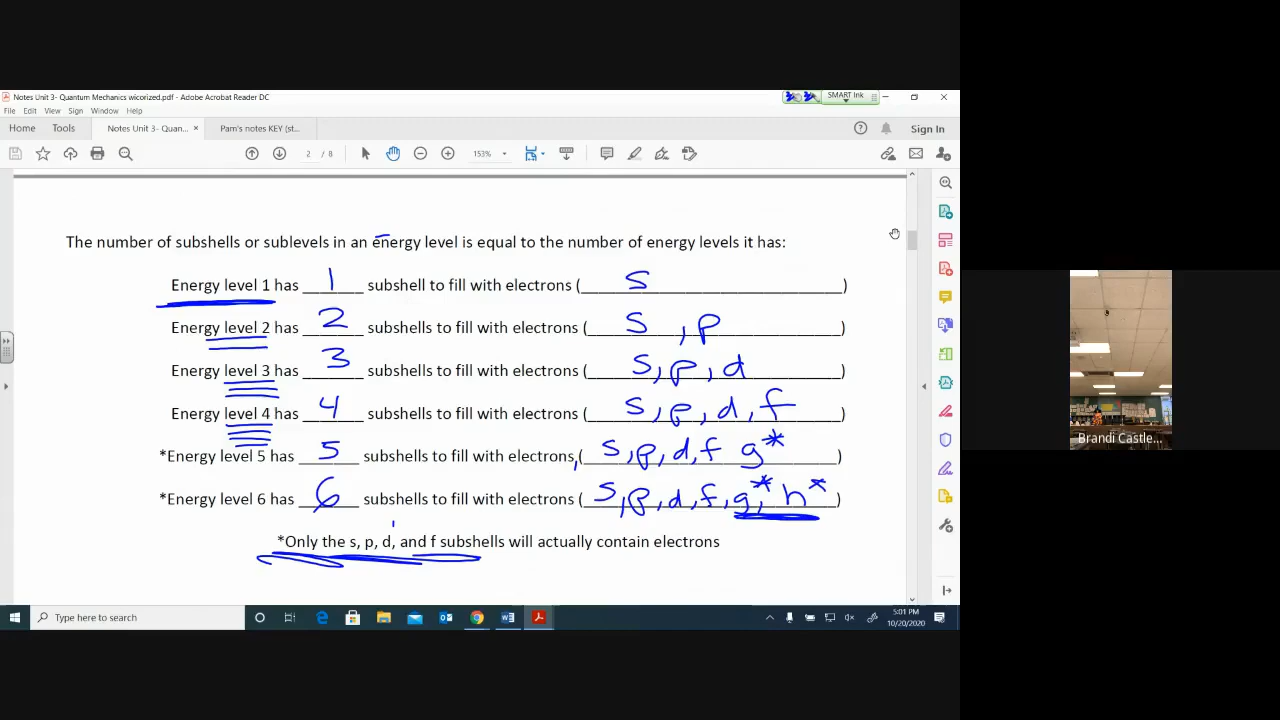 Notes Unit 3- Quantum Mechanics wicorized.pdf - Adobe Acrobat Reader DC
SMART Ink
File Edit View Sign Window Help
Home Tools Notes Unit 3- Quan... × Pam's notes KEY (st... Sign In
2 / 8 153%
The number of subshells or sublevels in an energy level is equal to the number of energy levels it has:
Energy level 1 has 1 subshell to fill with electrons ( s )
Energy level 2 has 2 subshells to fill with electrons ( s , p )
Energy level 3 has 3 subshells to fill with electrons ( s, p, d )
Energy level 4 has 4 subshells to fill with electrons ( s, p, d, f )
*Energy level 5 has 5 subshells to fill with electrons, ( s, p, d, f g* )
*Energy level 6 has 6 subshells to fill with electrons ( s, p, d, f, g*, h* )
*Only the s, p, d, and f subshells will actually contain electrons
Brandi Castle...
Type here to search
5:01 PM
10/20/2020